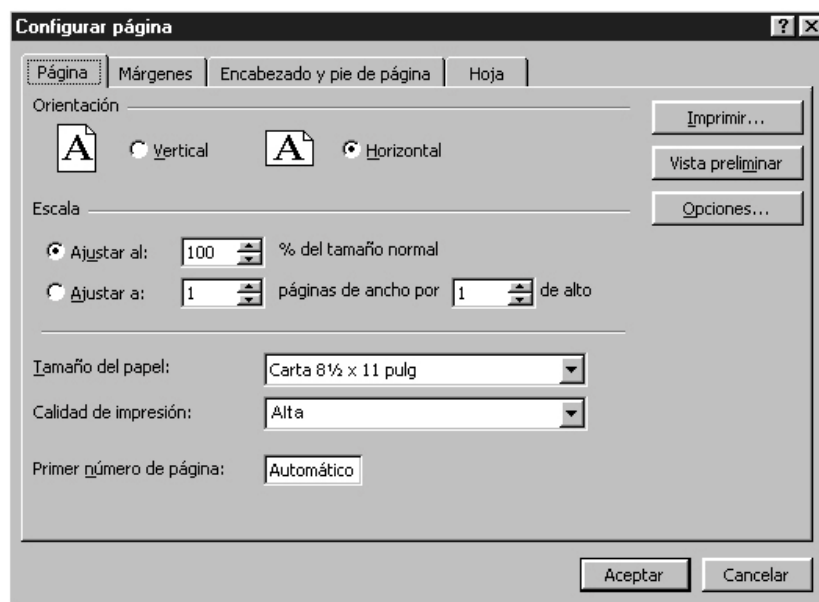 Configurar página
Página Márgenes Encabezado y pie de página Hoja
Orientación
A Vertical A Horizontal
Imprimir...
Vista preliminar
Opciones...
Escala
Ajustar al: 100 % del tamaño normal
Ajustar a: 1 páginas de ancho por 1 de alto
Tamaño del papel: Carta 8½ x 11 pulg
Calidad de impresión: Alta
Primer número de página: Automático
Aceptar Cancelar